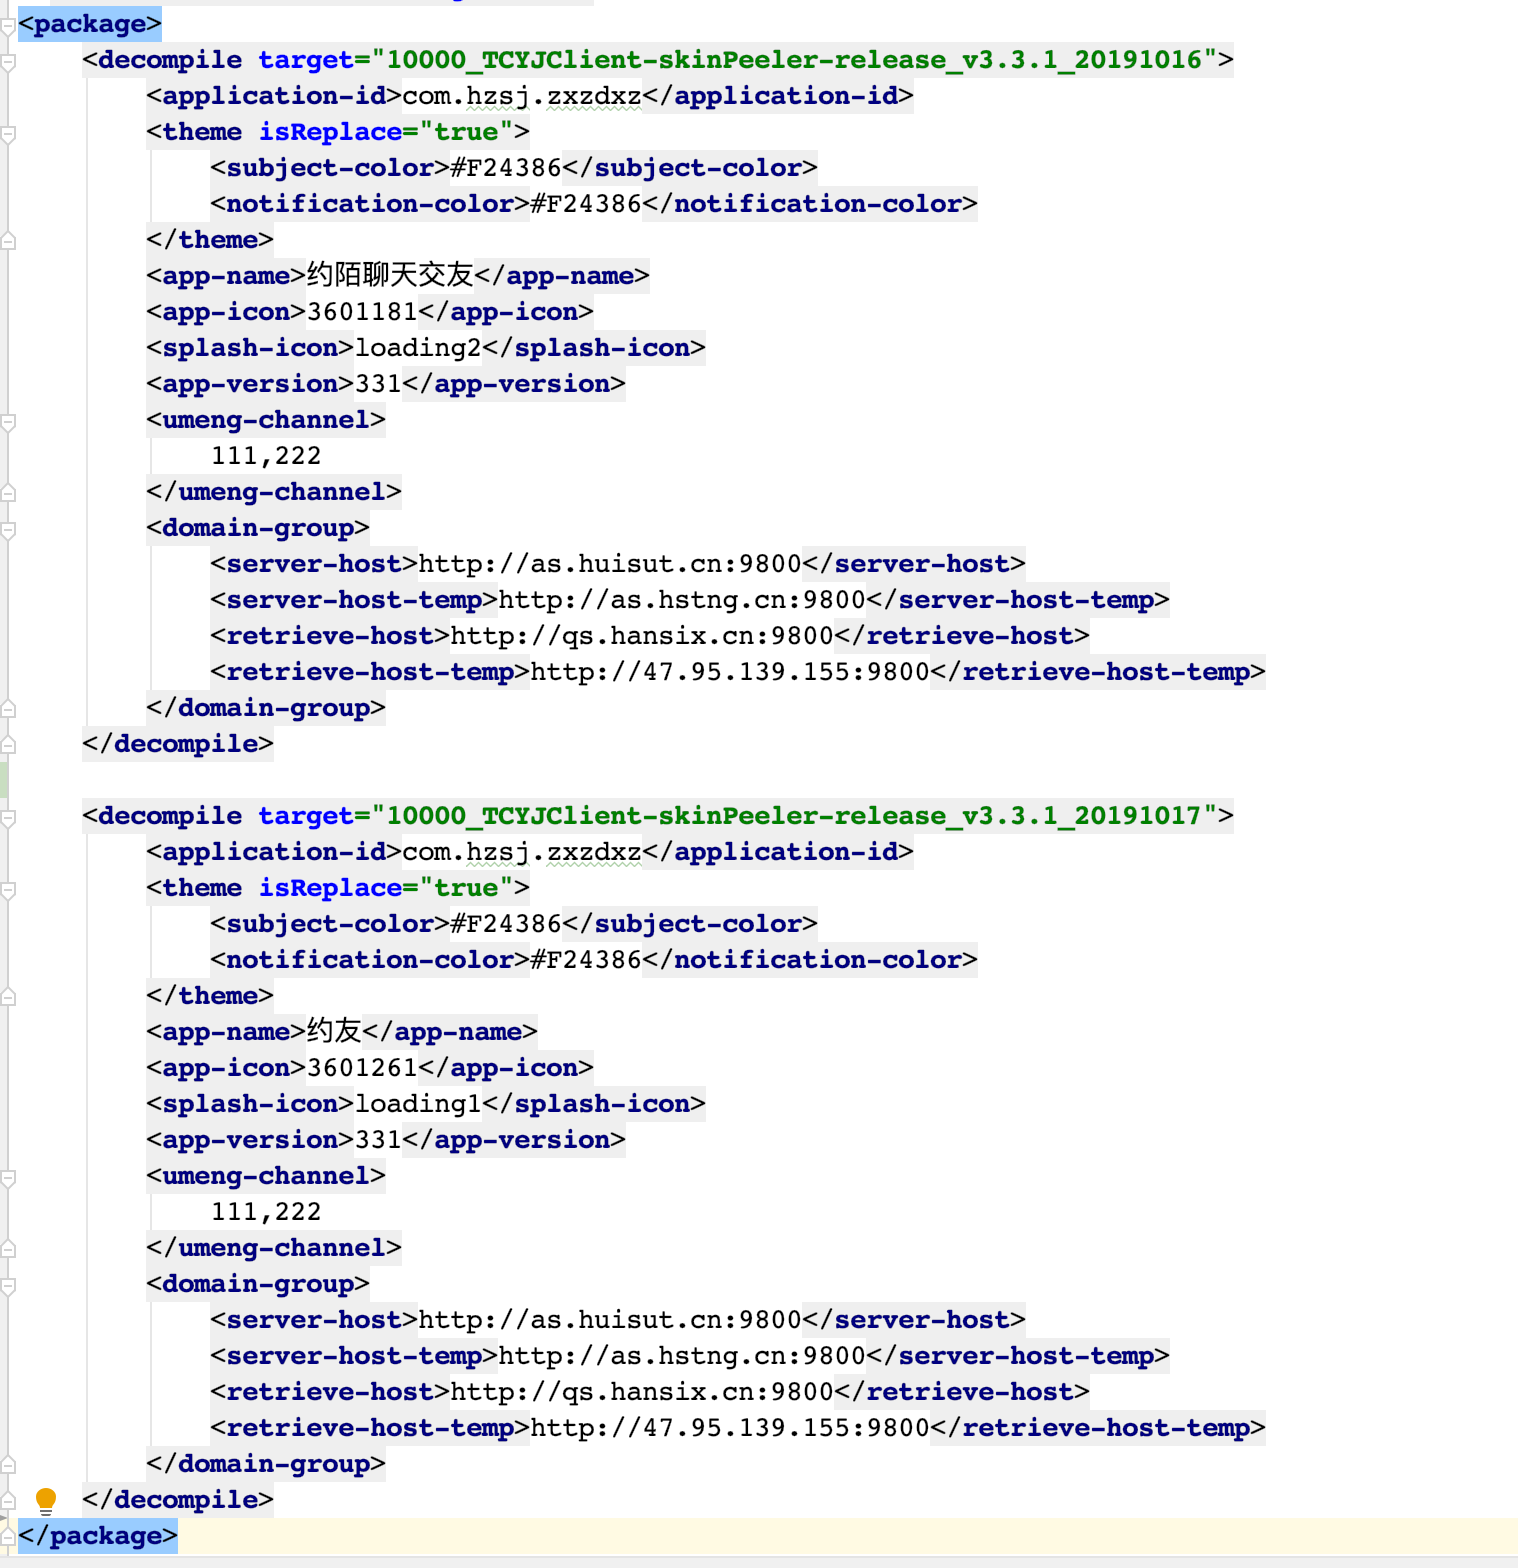 <package>
    <decompile target="10000_TCYJClient-skinPeeler-release_v3.3.1_20191016">
        <application-id>com.hzsj.zxzdxz</application-id>
        <theme isReplace="true">
            <subject-color>#F24386</subject-color>
            <notification-color>#F24386</notification-color>
        </theme>
        <app-name>约陌聊天交友</app-name>
        <app-icon>3601181</app-icon>
        <splash-icon>loading2</splash-icon>
        <app-version>331</app-version>
        <umeng-channel>
            111,222
        </umeng-channel>
        <domain-group>
            <server-host>http://as.huisut.cn:9800</server-host>
            <server-host-temp>http://as.hstng.cn:9800</server-host-temp>
            <retrieve-host>http://qs.hansix.cn:9800</retrieve-host>
            <retrieve-host-temp>http://47.95.139.155:9800</retrieve-host-temp>
        </domain-group>
    </decompile>

    <decompile target="10000_TCYJClient-skinPeeler-release_v3.3.1_20191017">
        <application-id>com.hzsj.zxzdxz</application-id>
        <theme isReplace="true">
            <subject-color>#F24386</subject-color>
            <notification-color>#F24386</notification-color>
        </theme>
        <app-name>约友</app-name>
        <app-icon>3601261</app-icon>
        <splash-icon>loading1</splash-icon>
        <app-version>331</app-version>
        <umeng-channel>
            111,222
        </umeng-channel>
        <domain-group>
            <server-host>http://as.huisut.cn:9800</server-host>
            <server-host-temp>http://as.hstng.cn:9800</server-host-temp>
            <retrieve-host>http://qs.hansix.cn:9800</retrieve-host>
            <retrieve-host-temp>http://47.95.139.155:9800</retrieve-host-temp>
        </domain-group>
    </decompile>
</package>